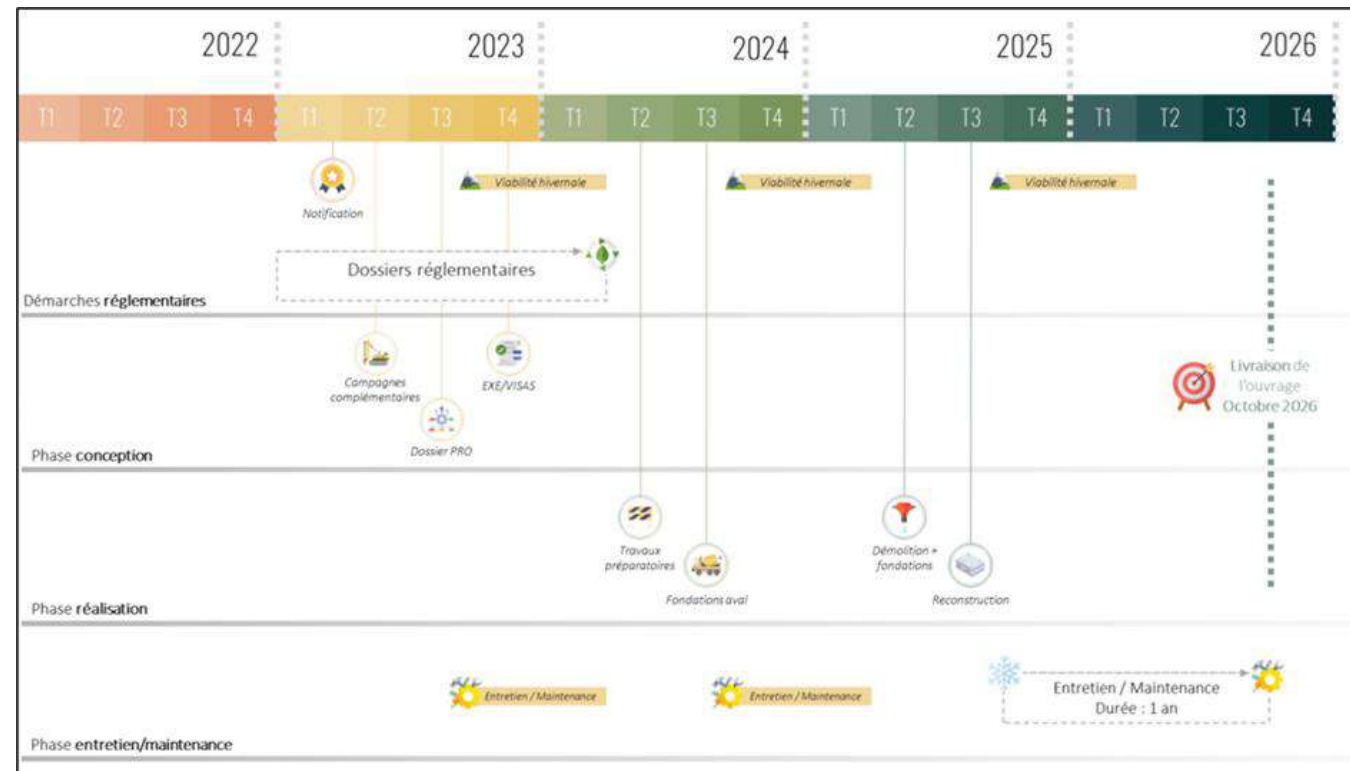 2022
2023
2024
2025
2026
T1 T2 T3 T4 T1 T2 T3 T4 T1 T2 T3 T4 T1 T2 T3 T4 T1 T2 T3 T4
Notification
Viabilité hivernale
Viabilité hivernale
Viabilité hivernale
Dossiers réglementaires
Démarches réglementaires
Campagnes
complémentaires
EXE/VISAS
Dossier PRO
Livraison de
l'ouvrage
Octobre 2026
Phase conception
Travaux
préparatoires
Fondations aval
Démolition +
fondations
Reconstruction
Phase réalisation
Entretien / Maintenance
Entretien / Maintenance
Entretien / Maintenance
Durée : 1 an
Phase entretien/maintenance